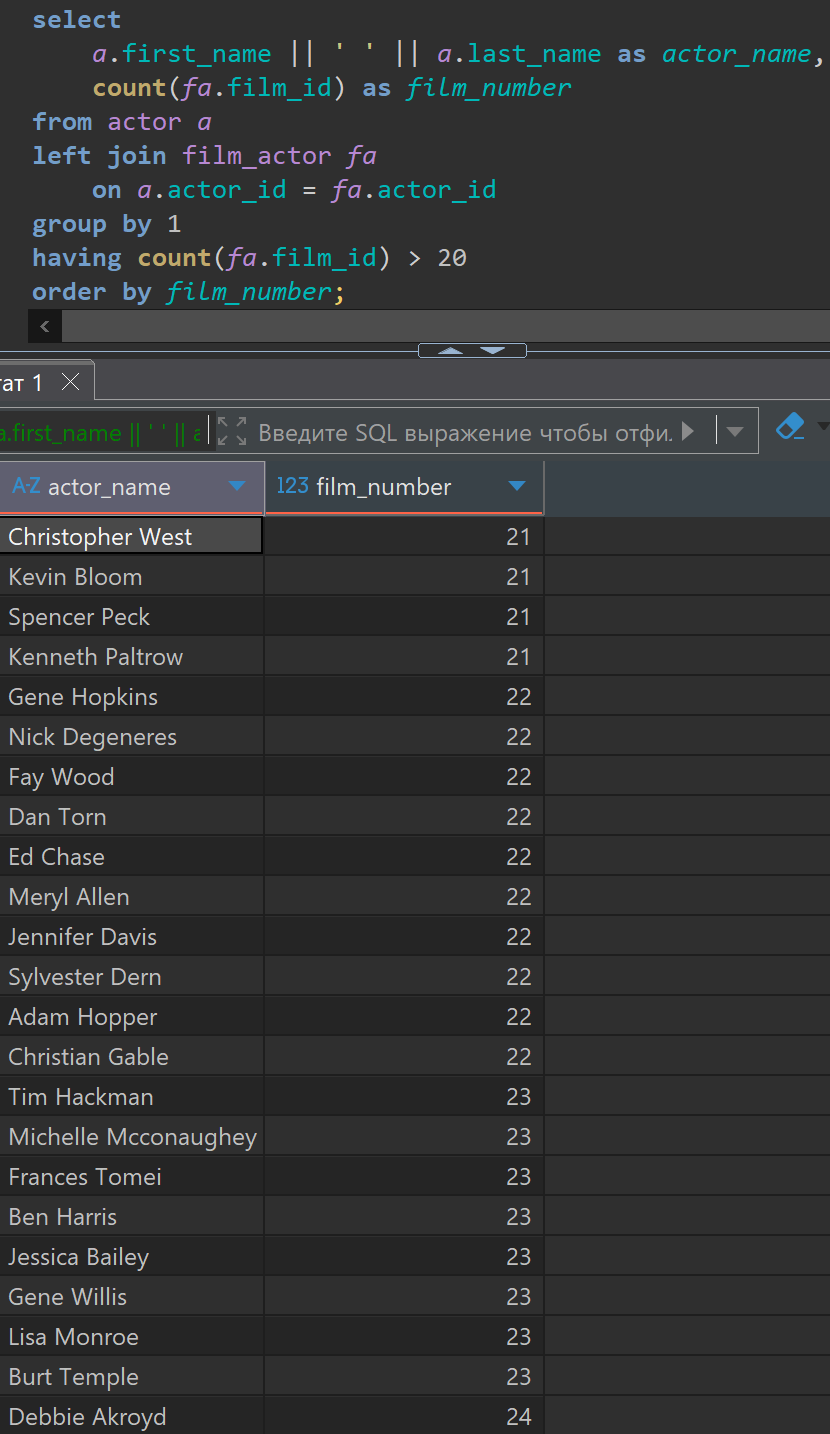 select
a.first_name || ' ' || a.last_name as actor_name,
count(fa.film_id) as film_number
from actor a
left join film_actor fa
on a.actor_id = fa.actor_id
group by 1
having count(fa.film_id) > 20
order by film_number;
ат 1
a.first_name || ' ' || a Введите SQL выражение чтобы отфи.
A-Z actor_name 123 film_number
Christopher West 21
Kevin Bloom 21
Spencer Peck 21
Kenneth Paltrow 21
Gene Hopkins 22
Nick Degeneres 22
Fay Wood 22
Dan Torn 22
Ed Chase 22
Meryl Allen 22
Jennifer Davis 22
Sylvester Dern 22
Adam Hopper 22
Christian Gable 22
Tim Hackman 23
Michelle Mcconaughey 23
Frances Tomei 23
Ben Harris 23
Jessica Bailey 23
Gene Willis 23
Lisa Monroe 23
Burt Temple 23
Debbie Akroyd 24